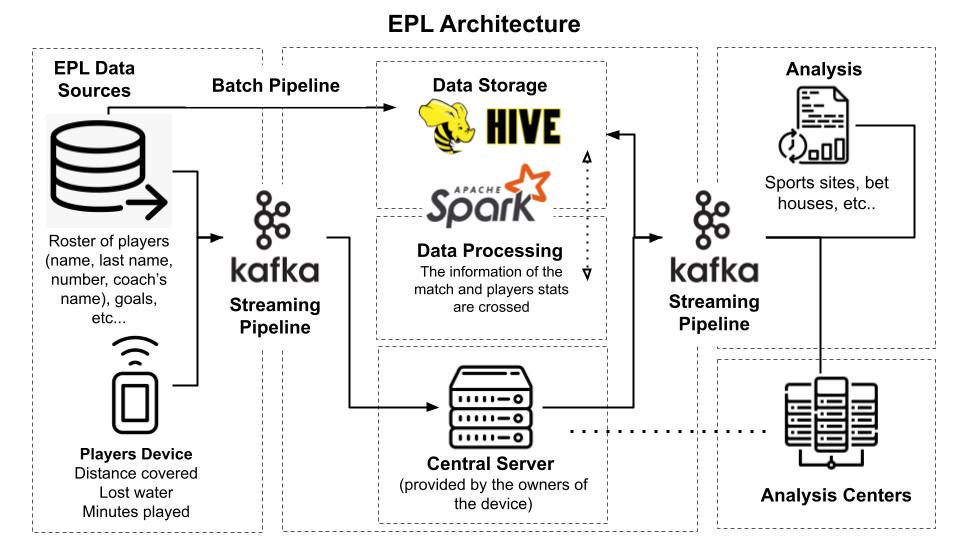 EPL Architecture
EPL Data
Sources
Roster of players
(name, last name,
number, coach's
name), goals,
etc...
Players Device
Distance covered
Lost water
Minutes played
Batch Pipeline
kafka
Streaming
Pipeline
Data Storage
HIVE
APACHE
Spark
Data Processing
The information of the
match and players stats
are crossed
Central Server
(provided by the owners of
the device)
kafka
Streaming
Pipeline
Analysis
Sports sites, bet
houses, etc..
Analysis Centers